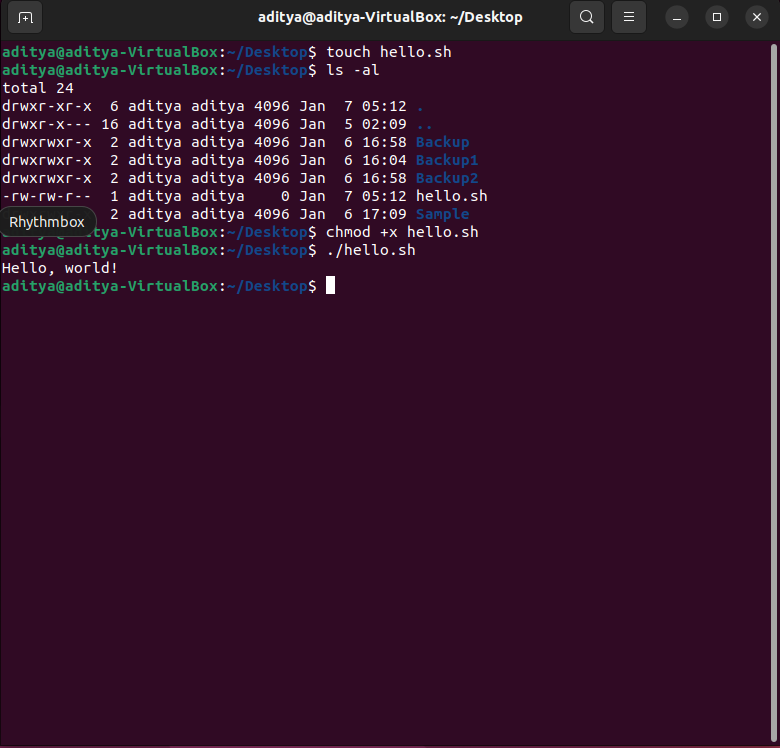 aditya@aditya-VirtualBox: ~/Desktop
aditya@aditya-VirtualBox:~/Desktop$ touch hello.sh
aditya@aditya-VirtualBox:~/Desktop$ ls -al
total 24
drwxr-xr-x  6 aditya aditya 4096 Jan  7 05:12 .
drwxr-x--- 16 aditya aditya 4096 Jan  5 02:09 ..
drwxrwxr-x  2 aditya aditya 4096 Jan  6 16:58 Backup
drwxrwxr-x  2 aditya aditya 4096 Jan  6 16:04 Backup1
drwxrwxr-x  2 aditya aditya 4096 Jan  6 16:58 Backup2
-rw-rw-r--  1 aditya aditya    0 Jan  7 05:12 hello.sh
Rhythmbox
2 aditya aditya 4096 Jan  6 17:09 Sample
aditya@aditya-VirtualBox:~/Desktop$ chmod +x hello.sh
aditya@aditya-VirtualBox:~/Desktop$ ./hello.sh
Hello, world!
aditya@aditya-VirtualBox:~/Desktop$